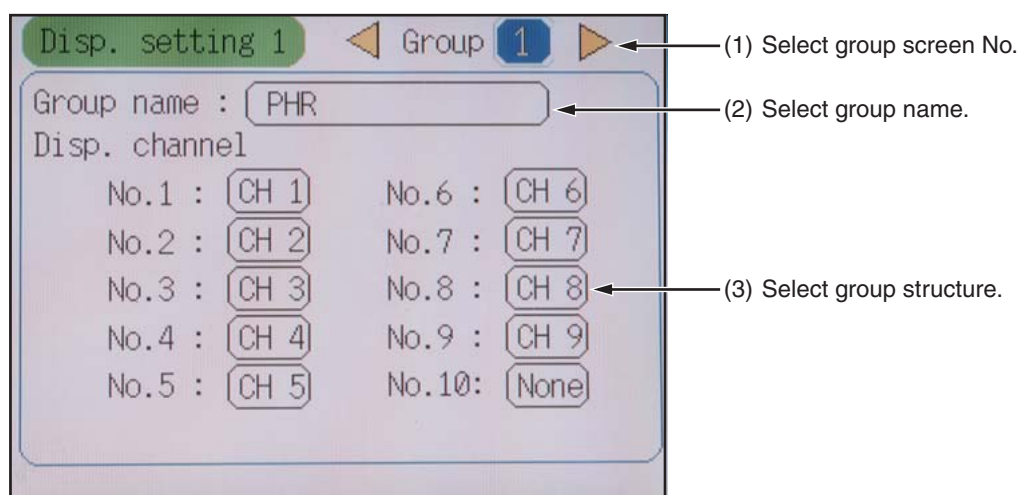 Disp. setting 1 Group 1
(1) Select group screen No.
Group name : PHR
(2) Select group name.
Disp. channel
No.1 : CH 1 No.6 : CH 6
No.2 : CH 2 No.7 : CH 7
No.3 : CH 3 No.8 : CH 8
(3) Select group structure.
No.4 : CH 4 No.9 : CH 9
No.5 : CH 5 No.10: None